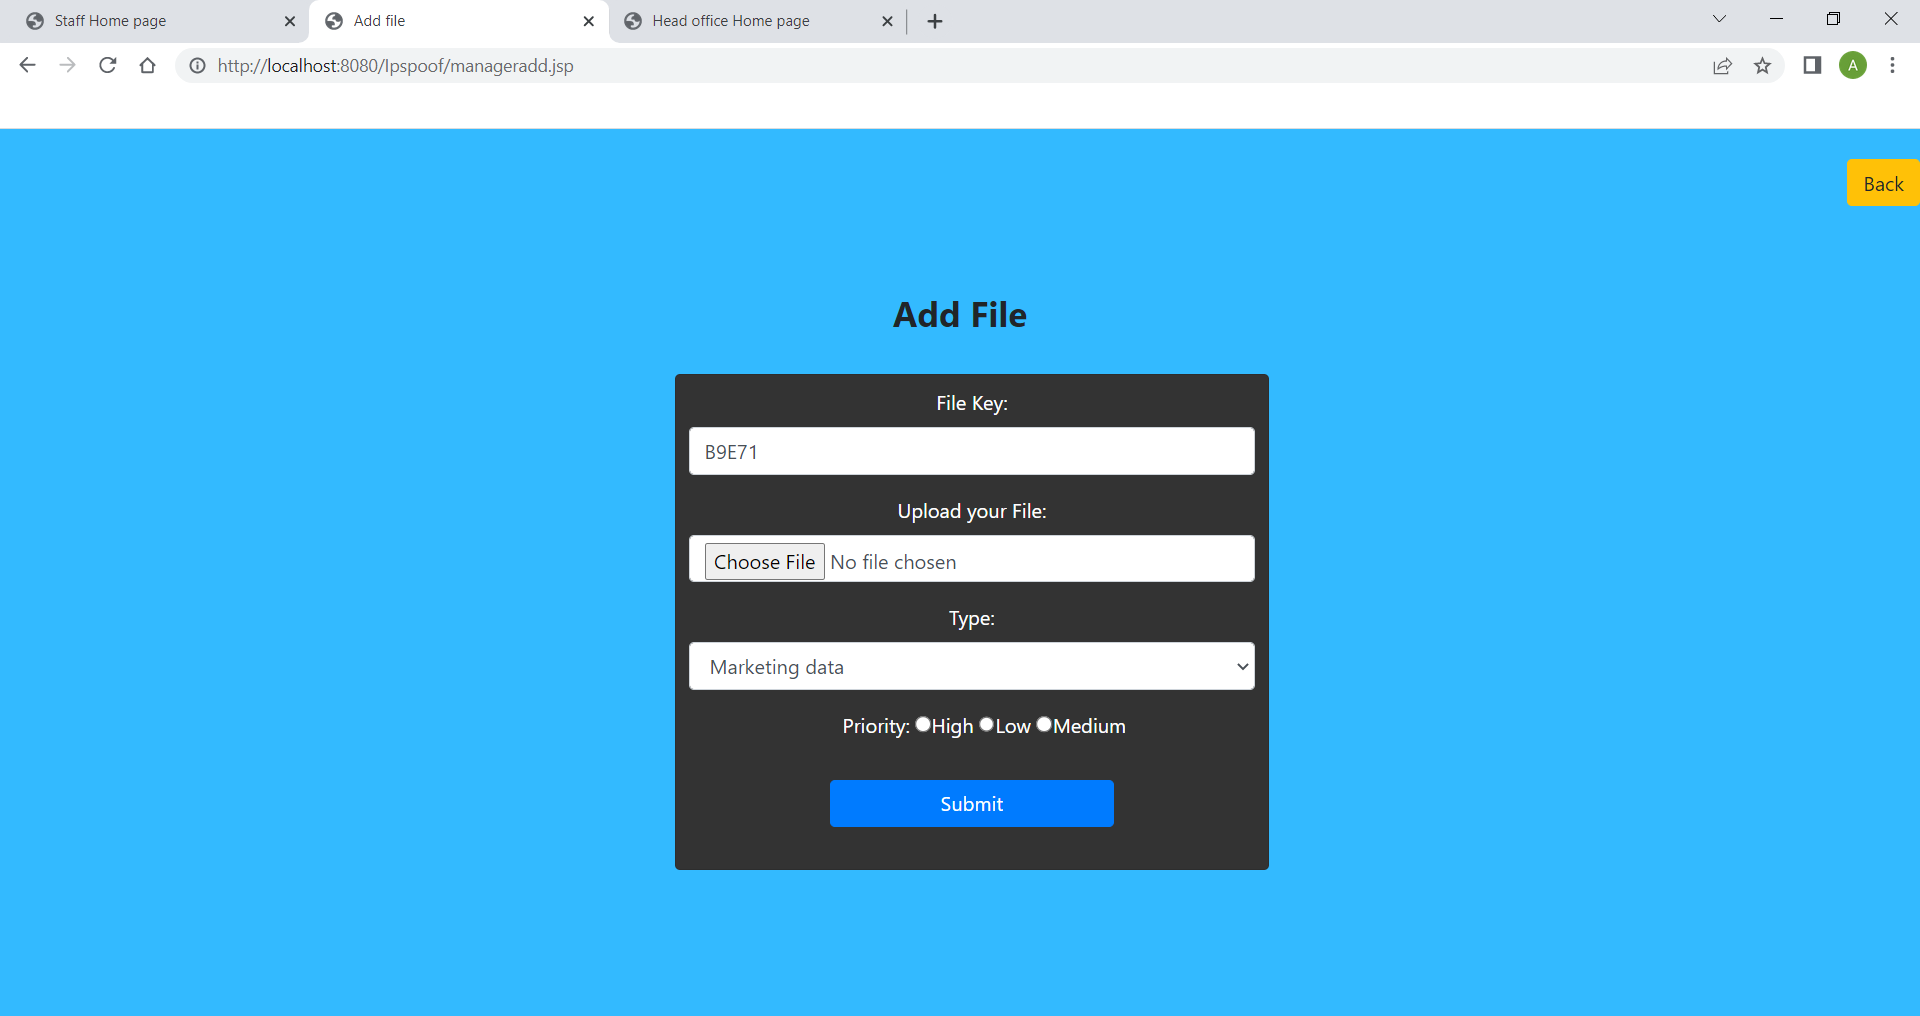 Staff Home page
Add file
Head office Home page
http://localhost:8080/Ipspoof/manageradd.jsp
A
Back
Add File
File Key:
B9E71
Upload your File:
Choose File No file chosen
Type:
Marketing data
Priority: High Low Medium
Submit